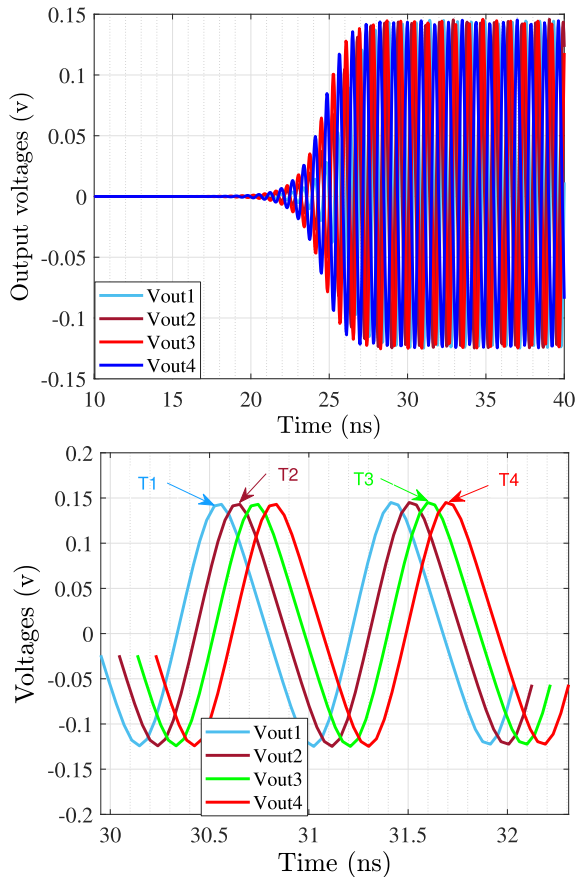 0.15
0.1
0.05
0
-0.05
-0.1
-0.15
Output voltages (v)
Vout1
Vout2
Vout3
Vout4
10 15 20 25 30 35 40
Time (ns)
0.2
0.15
0.1
0.05
0
-0.05
-0.1
-0.15
-0.2
Voltages (v)
T1
T2
T3
T4
Vout1
Vout2
Vout3
Vout4
30 30.5 31 31.5 32
Time (ns)